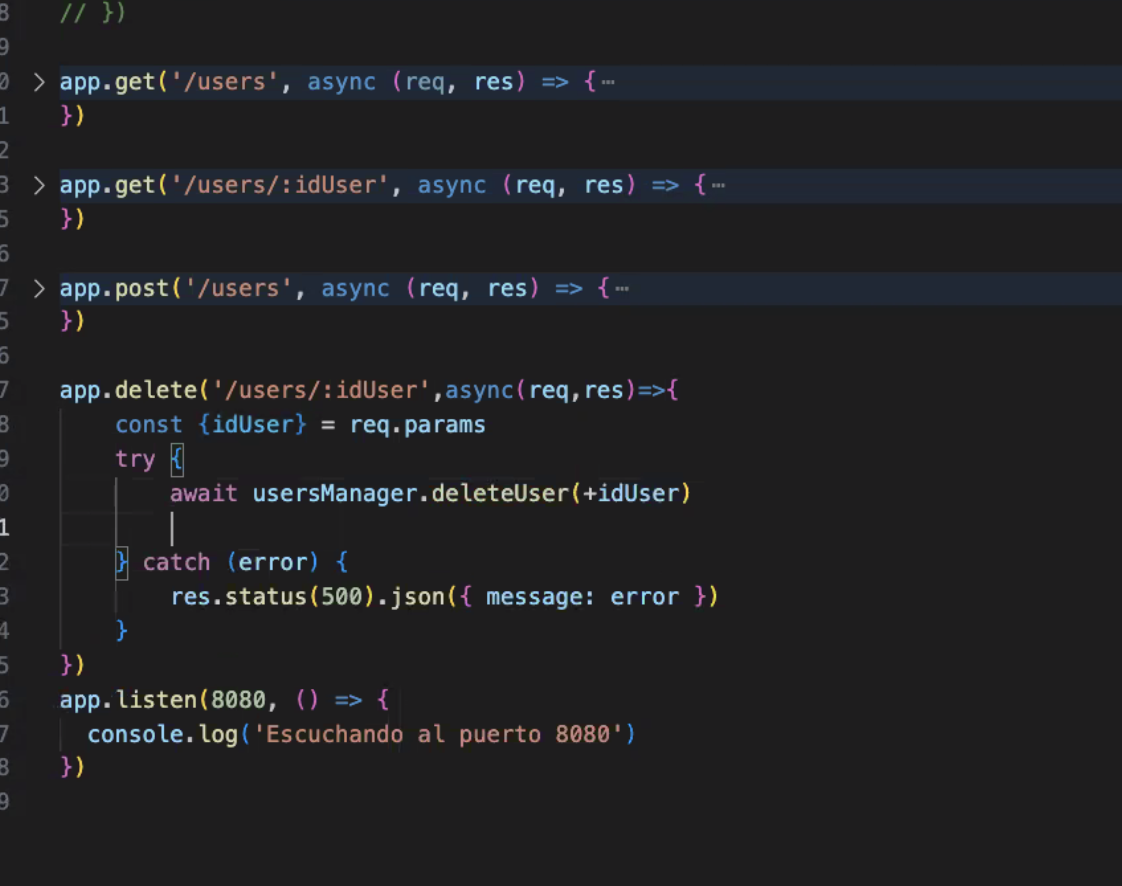 8 // })
9
0 > app.get('/users', async (req, res) => { ⋯
1 })
2
3 > app.get('/users/:idUser', async (req, res) => { ⋯
5 })
6
7 > app.post('/users', async (req, res) => { ⋯
5 })
6
7 app.delete('/users/:idUser',async(req,res)=>{
8 const {idUser} = req.params
9 try {
0 await usersManager.deleteUser(+idUser)
1
2 } catch (error) {
3 res.status(500).json({ message: error })
4 }
5 })
6 app.listen(8080, () => {
7 console.log('Escuchando al puerto 8080')
8 })
9